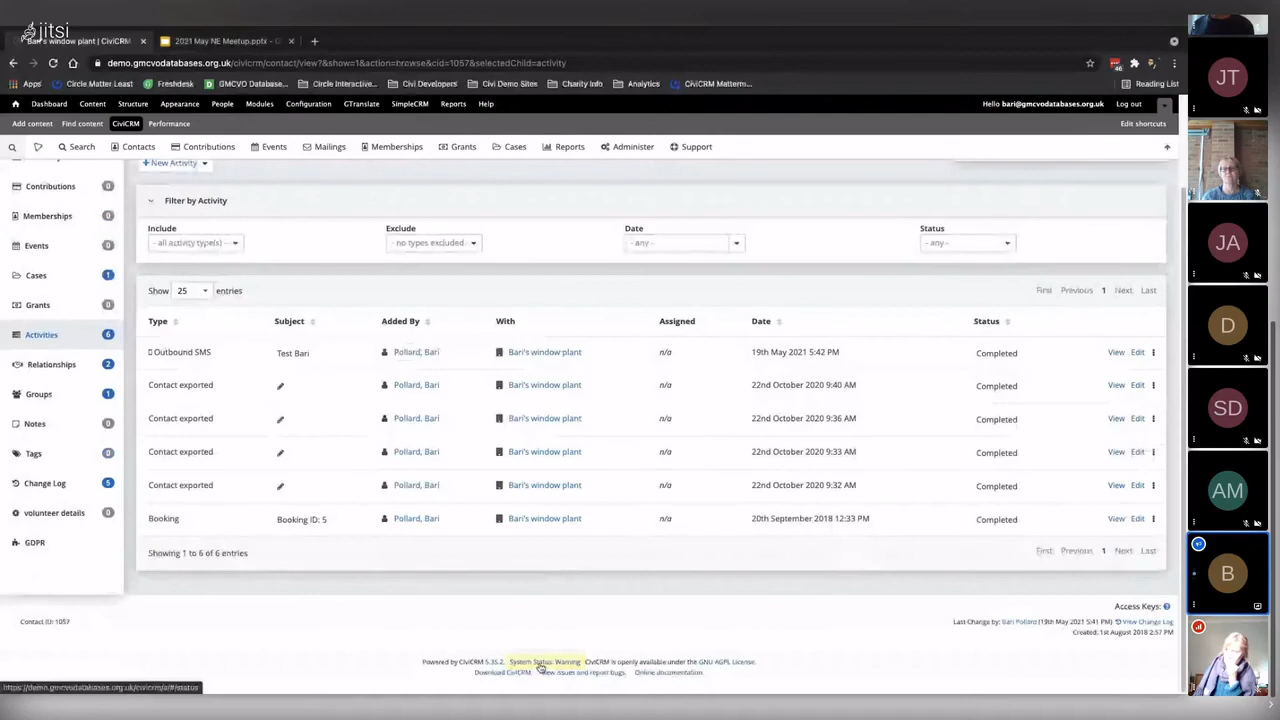 jitsi
Bari's window plant | CiviCRM
2021 May NE Meetup.pptx
demo.gmcvodatabases.org.uk/civicrm/contact/view?&show=1&action=browse&cid=1057&selectedChild=activity
Apps Circle Matter Least GMCVO Databases... Circle Interactive... Civi Developers Civi Demo Sites Charity Info Analytics CiviCRM Matterm... Reading List
Dashboard Content Structure Appearance People Modules Configuration GTranslate SimpleCRM Reports Help Hello bari@gmcvodatabases.org.uk Log out
Add content Find content CiviCRM Performance Edit shortcuts
Search Contacts Contributions Events Mailings Memberships Grants Cases Reports Administer Support
+ New Activity
Contributions 0
Memberships 0
Events 0
Cases 1
Grants 0
Activities 6
Relationships 2
Groups 1
Notes 0
Tags 0
Change Log 5
volunteer details 0
GDPR
Filter by Activity
Include Exclude Date Status
- all activity type(s) - - no types excluded - - any - - any -
Show 25 entries First Previous 1 Next Last
Type Subject Added By With Assigned Date Status
Outbound SMS Test Bari Pollard, Bari Bari's window plant n/a 19th May 2021 5:42 PM Completed View Edit
Contact exported Pollard, Bari Bari's window plant n/a 22nd October 2020 9:40 AM Completed View Edit
Contact exported Pollard, Bari Bari's window plant n/a 22nd October 2020 9:36 AM Completed View Edit
Contact exported Pollard, Bari Bari's window plant n/a 22nd October 2020 9:33 AM Completed View Edit
Contact exported Pollard, Bari Bari's window plant n/a 22nd October 2020 9:32 AM Completed View Edit
Booking Booking ID: 5 Pollard, Bari Bari's window plant n/a 20th September 2018 12:33 PM Completed View Edit
Showing 1 to 6 of 6 entries First Previous 1 Next Last
Access Keys:
Contact ID: 1057 Last Change by: Bari Pollard (19th May 2021 5:41 PM) View Change Log
Created: 1st August 2018 2:57 PM
Powered by CiviCRM 5.35.2. System Status: Warning CiviCRM is openly available under the GNU AGPL License.
Download CiviCRM. View issues and report bugs. Online documentation.
https://demo.gmcvodatabases.org.uk/civicrm/a/#/status
JT
JA
D
SD
AM
B